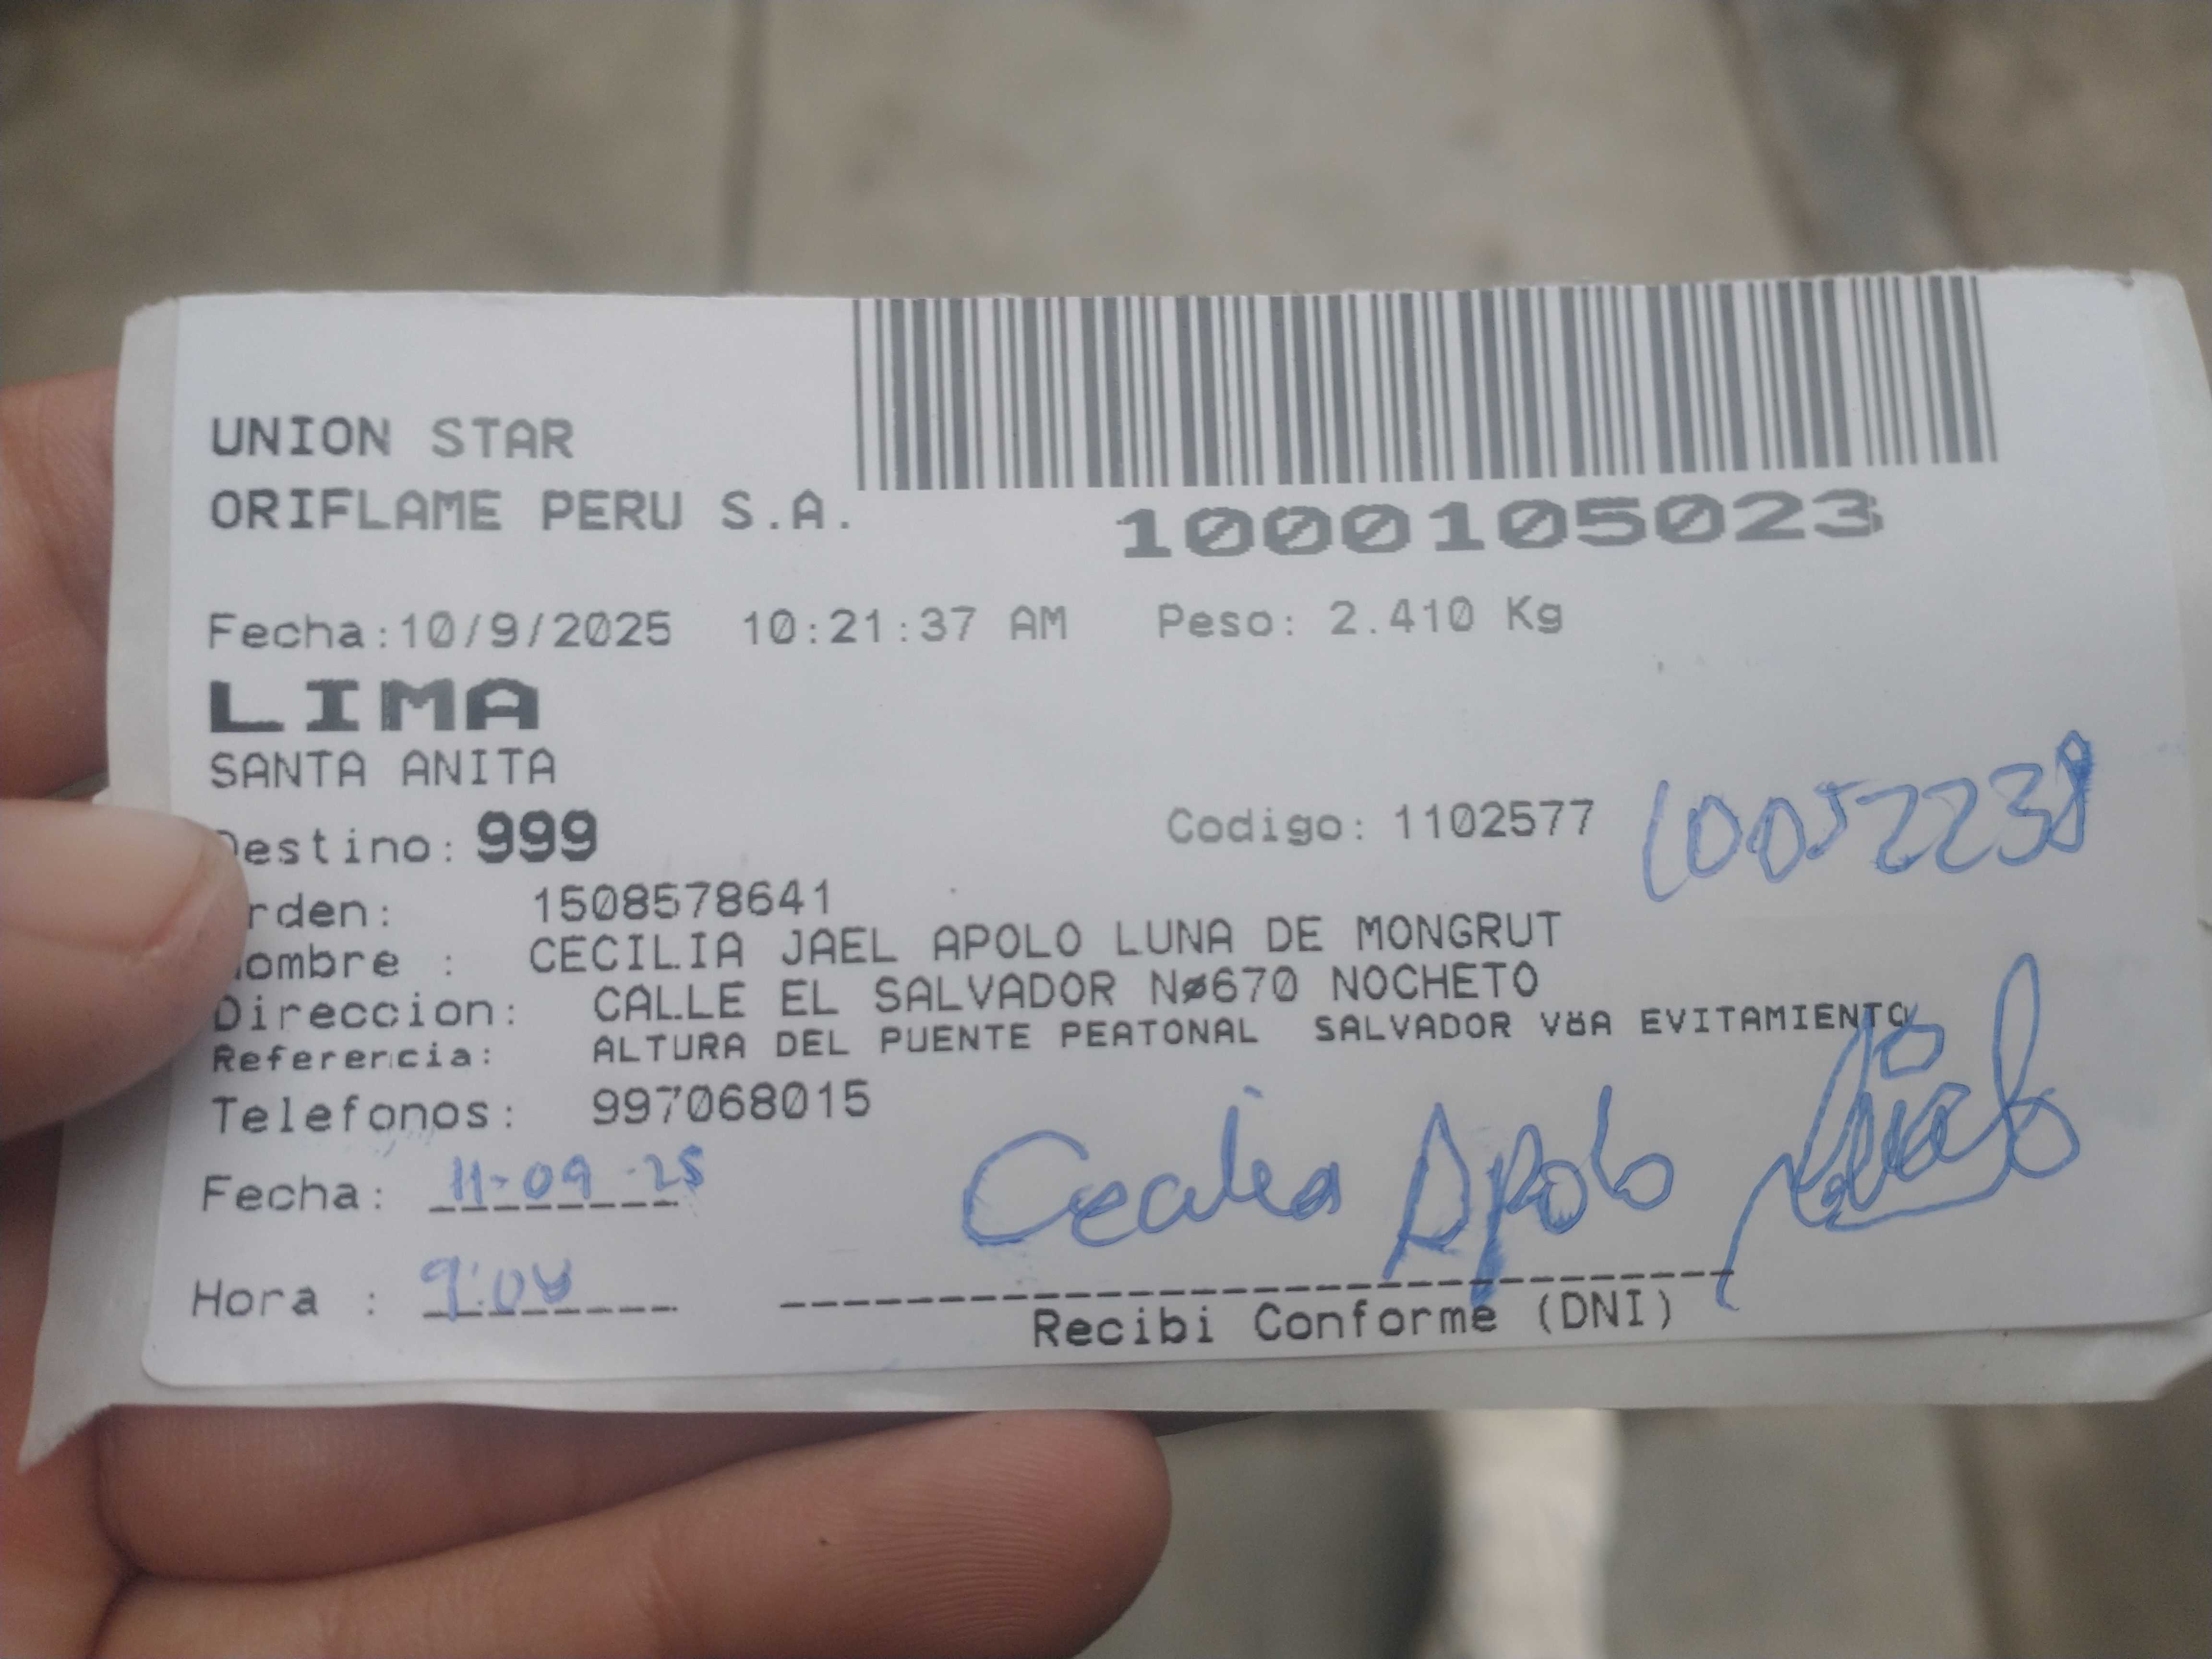 UNION STAR
ORIFLAME PERU S.A.
1000105023
Fecha:10/9/2025 10:21:37 AM Peso: 2.410 Kg
LIMA
SANTA ANITA
Destino: 999 Codigo: 1102577 10052238
Orden: 1508578641
Nombre : CECILIA JAEL APOLO LUNA DE MONGRUT
Direccion: CALLE EL SALVADOR Nø670 NOCHETO
Referencia: ALTURA DEL PUENTE PEATONAL SALVADOR VöA EVITAMIENTO
Telefonos: 997068015
Fecha: 11-09-25 Cecilia Apolo
Hora :
Recibi Conforme (DNI)